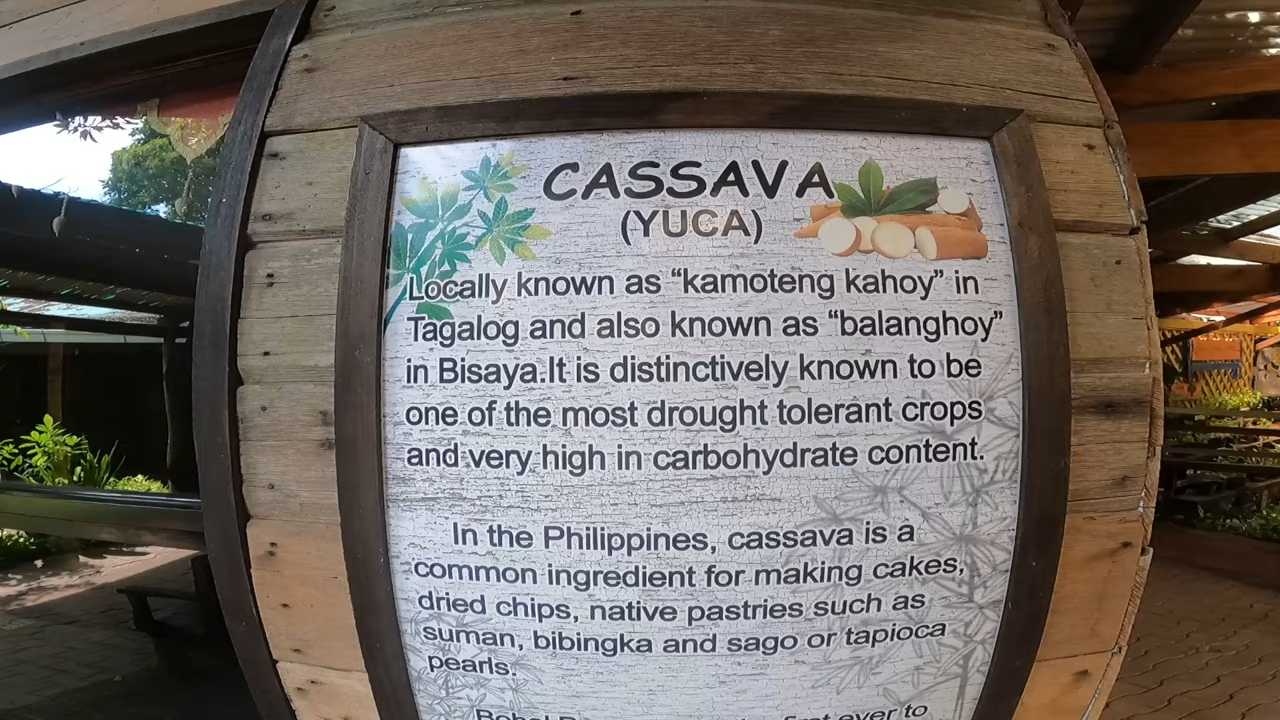 CASSAVA
(YUCA)
Locally known as “kamoteng kahoy” in
Tagalog and also known as “balanghoy”
in Bisaya.It is distinctively known to be
one of the most drought tolerant crops
and very high in carbohydrate content.
In the Philippines, cassava is a
common ingredient for making cakes,
dried chips, native pastries such as
suman, bibingka and sago or tapioca
pearls.
first ever to